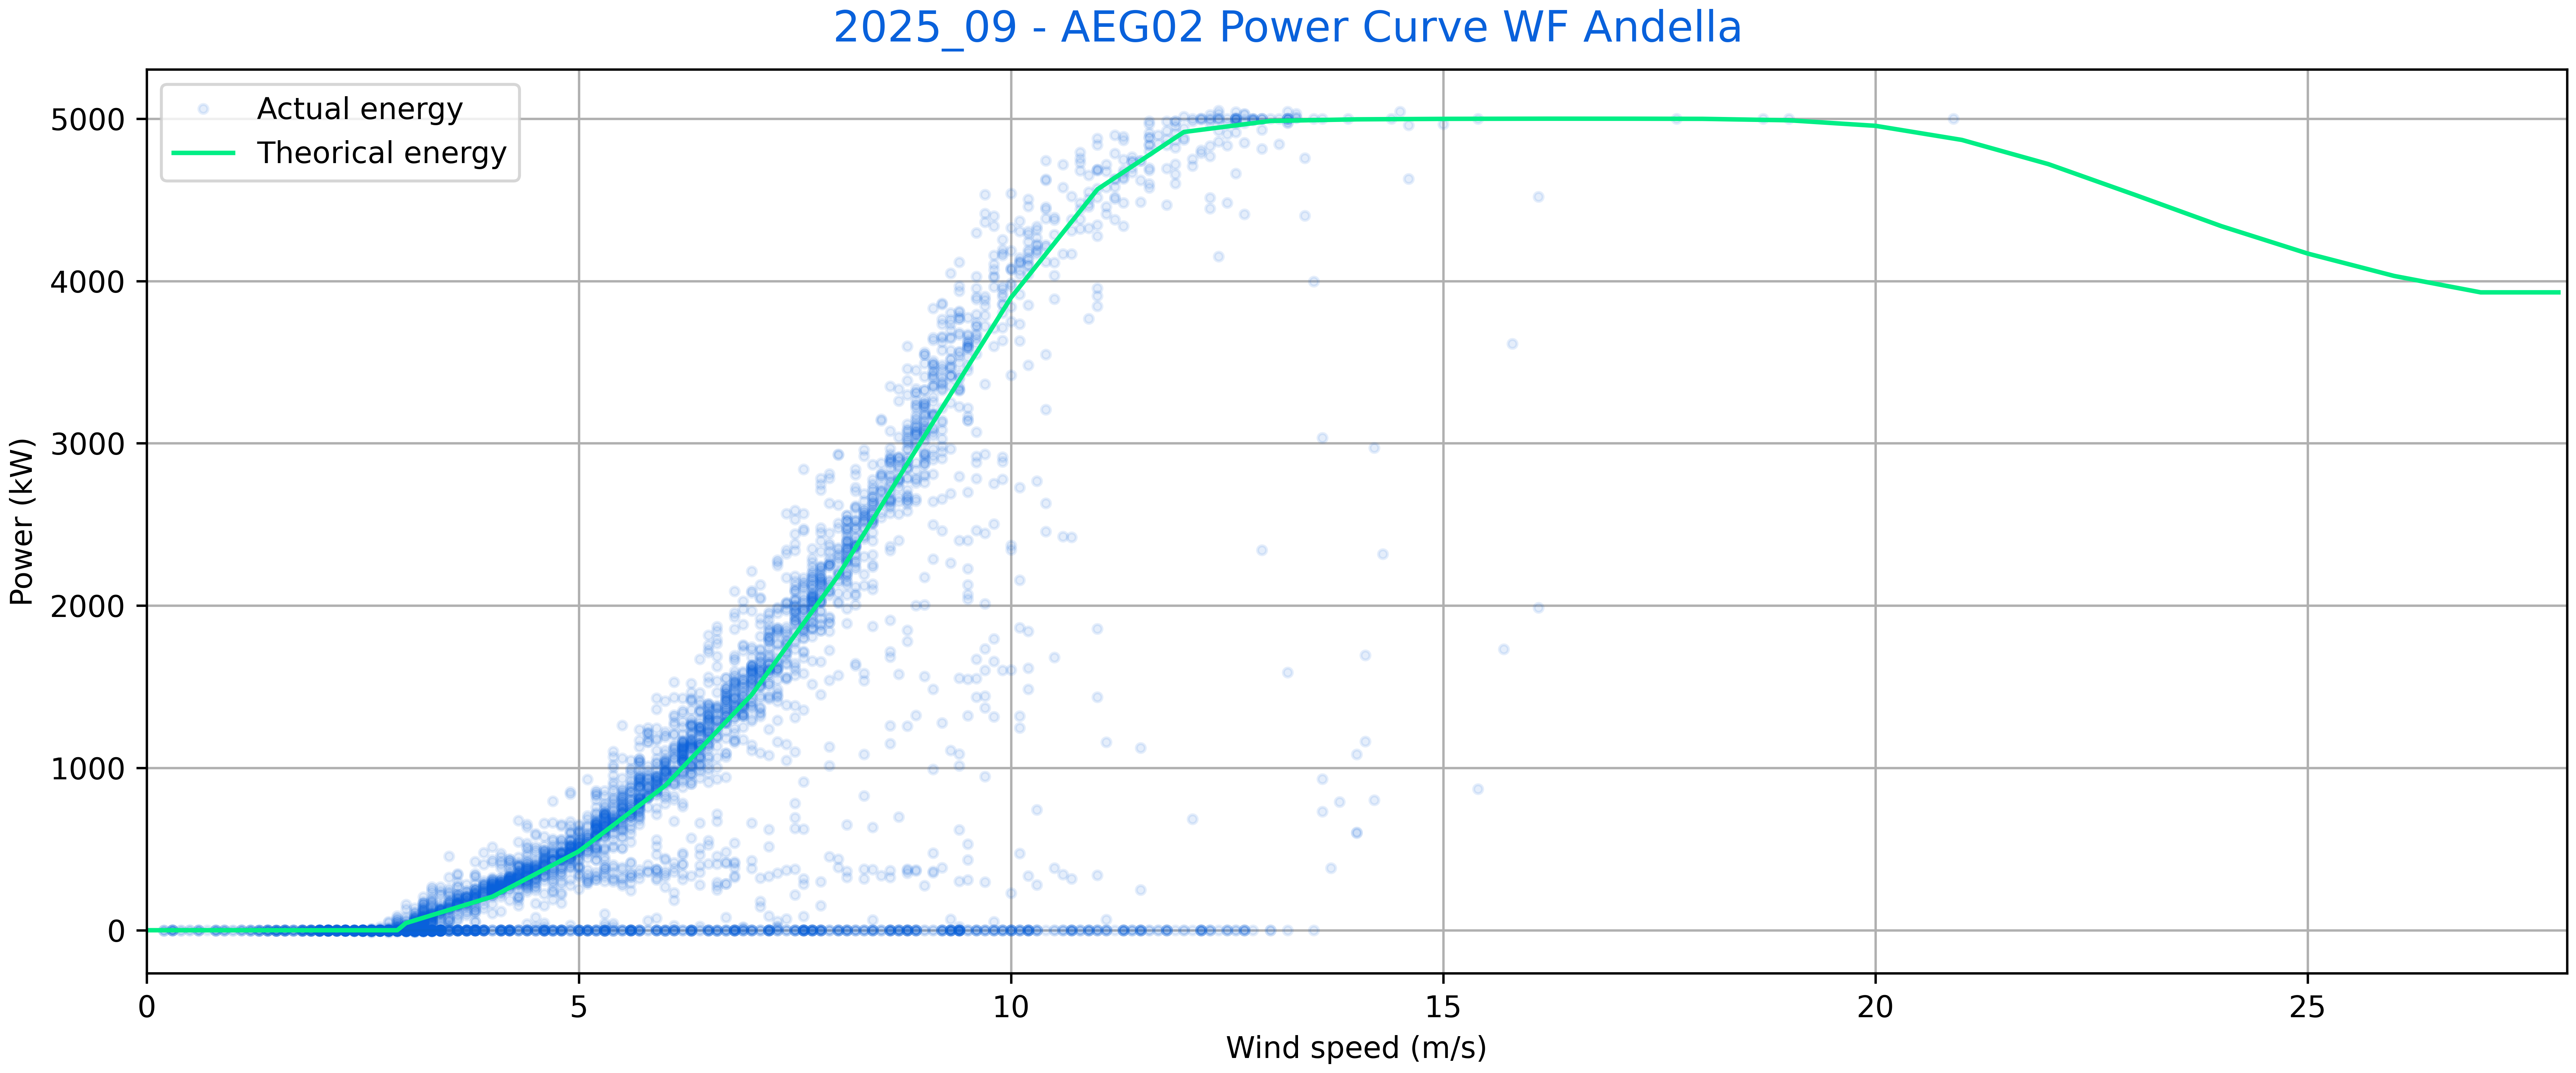 2025_09 - AEG02 Power Curve WF Andella
Actual energy
Theorical energy
5000
4000
3000
2000
1000
0
Power (kW)
0 5 10 15 20 25
Wind speed (m/s)